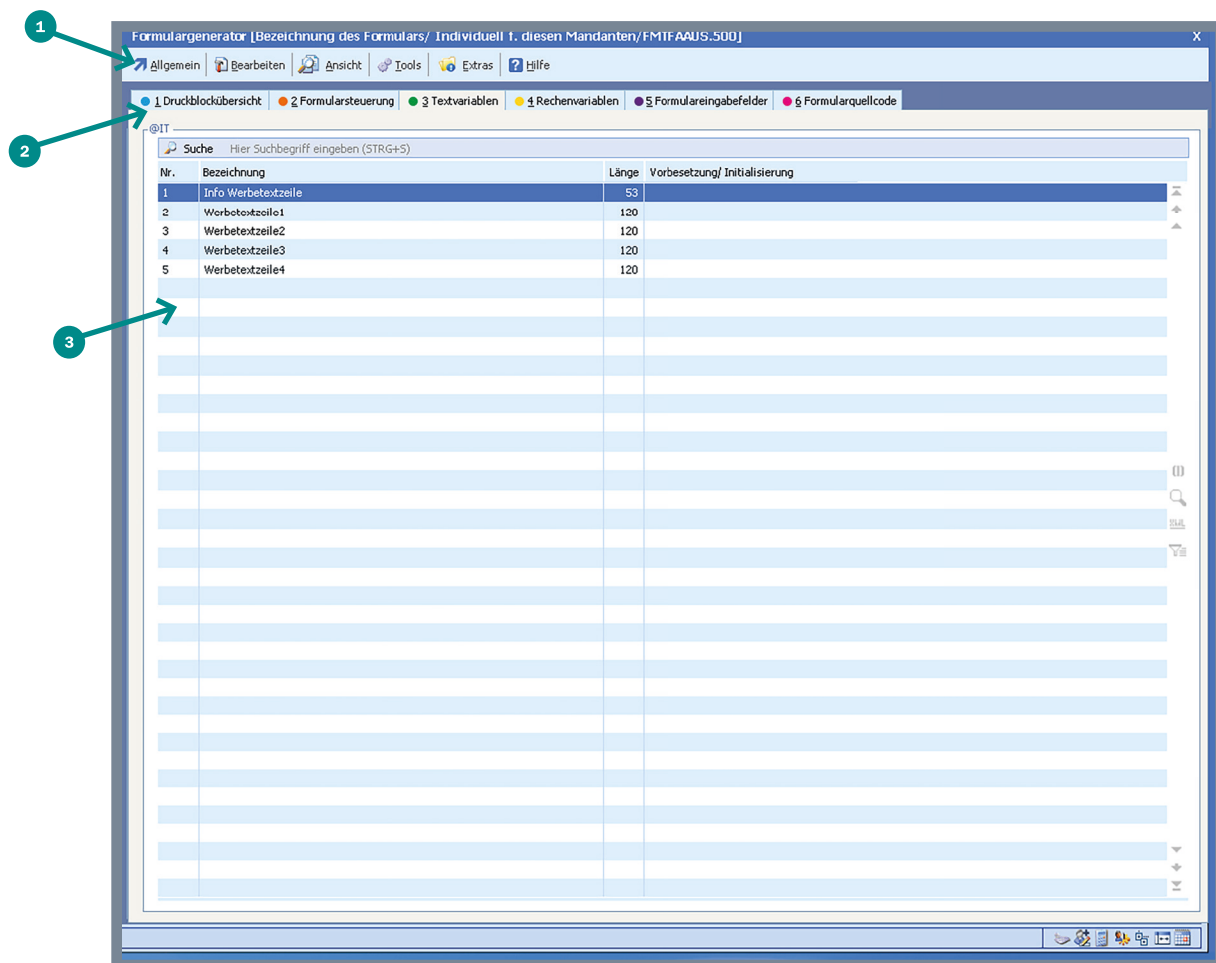 1
Formulargenerator [Bezeichnung des Formulars/ Individuell f. diesen Mandanten/FMTFAAUS.500] X
Allgemein Bearbeiten Ansicht Tools Extras ? Hilfe
1 Druckblockübersicht 2 Formularsteuerung 3 Textvariablen 4 Rechenvariablen 5 Formulareingabefelder 6 Formularquellcode
2
@IT
Suche Hier Suchbegriff eingeben (STRG+S)
Nr. Bezeichnung Länge Vorbesetzung/ Initialisierung
1 Info Werbetextzeile 53
2 Werbetextzeile1 120
3 Werbetextzeile2 120
4 Werbetextzeile3 120
5 Werbetextzeile4 120
3
XML